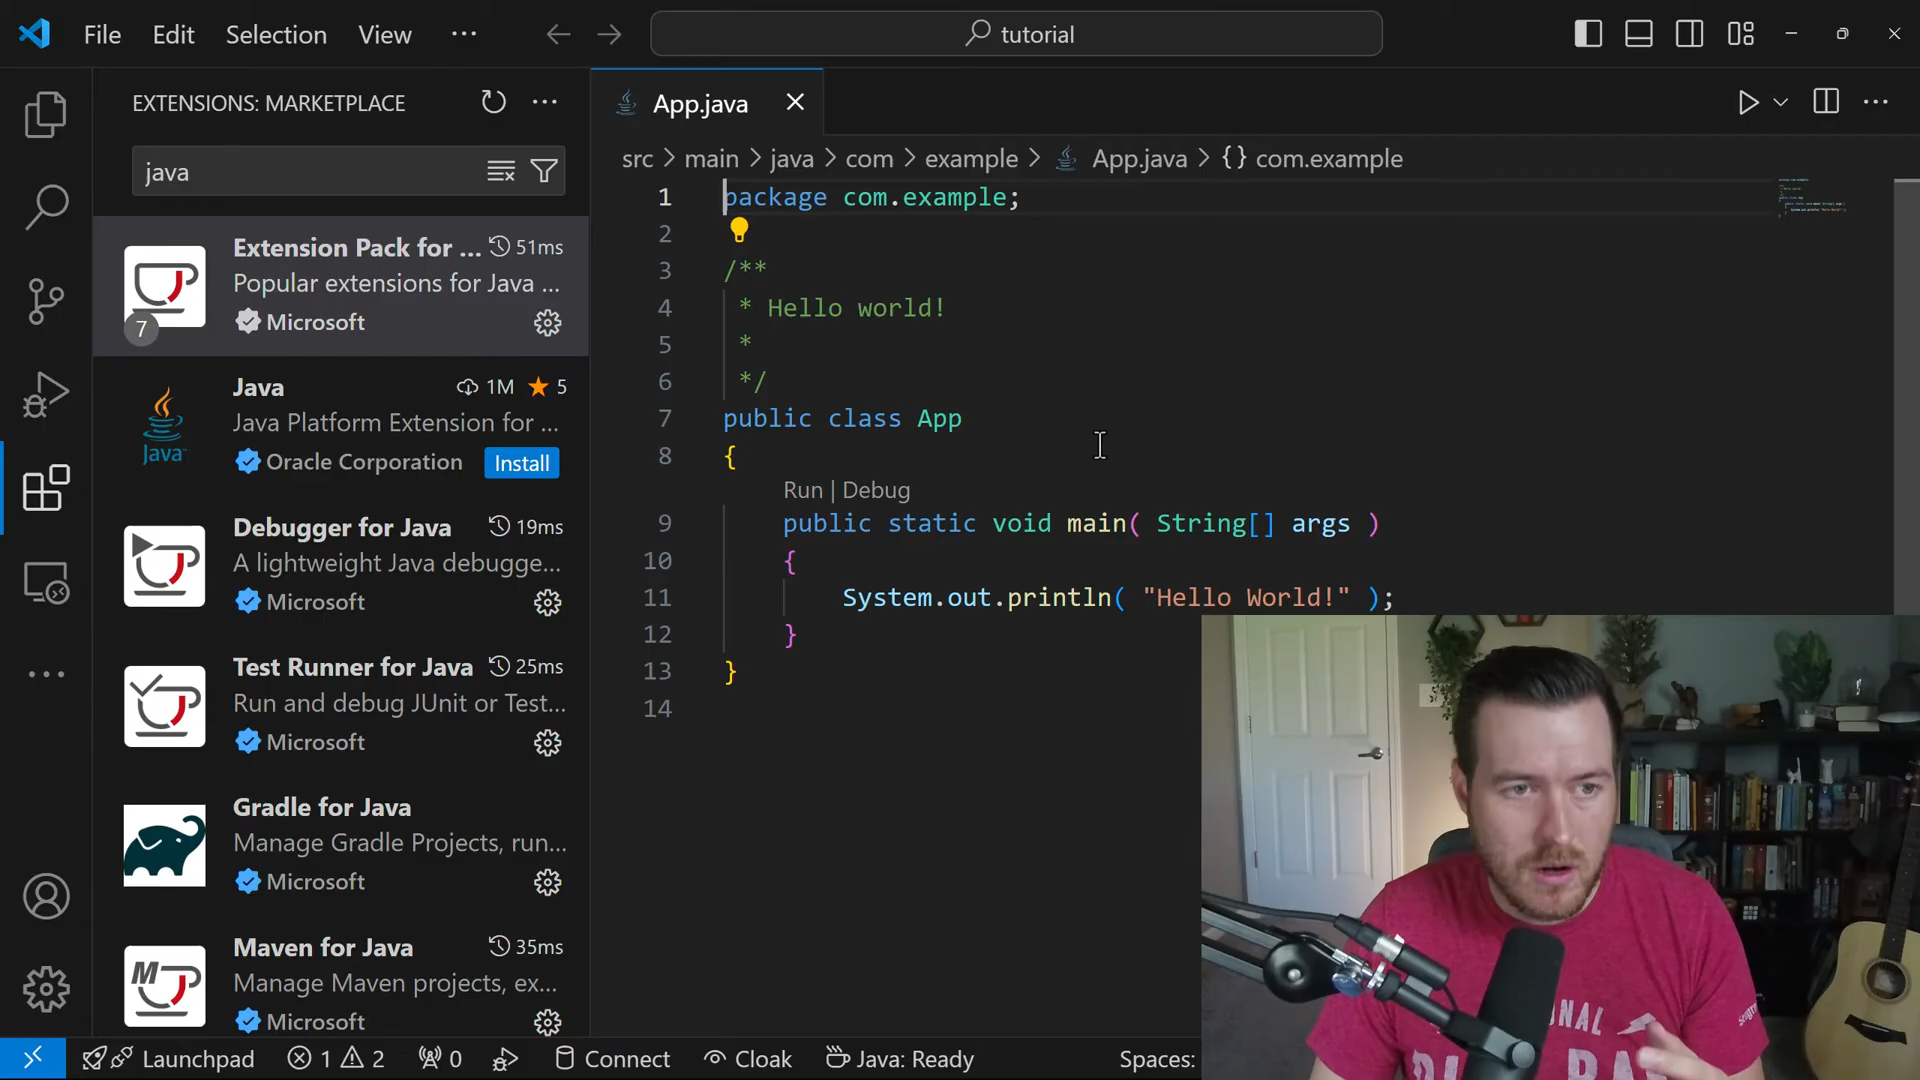 File Edit Selection View ···
tutorial
EXTENSIONS: MARKETPLACE
java
Extension Pack for ... 51ms
Popular extensions for Java ...
Microsoft
7
Java 1M 5
Java Platform Extension for ...
Oracle Corporation Install
Java
Debugger for Java 19ms
A lightweight Java debugge...
Microsoft
Test Runner for Java 25ms
Run and debug JUnit or Test...
Microsoft
Gradle for Java
Manage Gradle Projects, run...
Microsoft
Maven for Java 35ms
Manage Maven projects, ex...
Microsoft
M
App.java
src > main > java > com > example > App.java > {} com.example
1 package com.example;
2
3 /**
4 * Hello world!
5 *
6 */
7 public class App
8 {
Run | Debug
9 public static void main( String[] args )
10 {
11 System.out.println( "Hello World!" );
12 }
13 }
14
Launchpad 1 2 0 Connect Cloak Java: Ready Spaces: